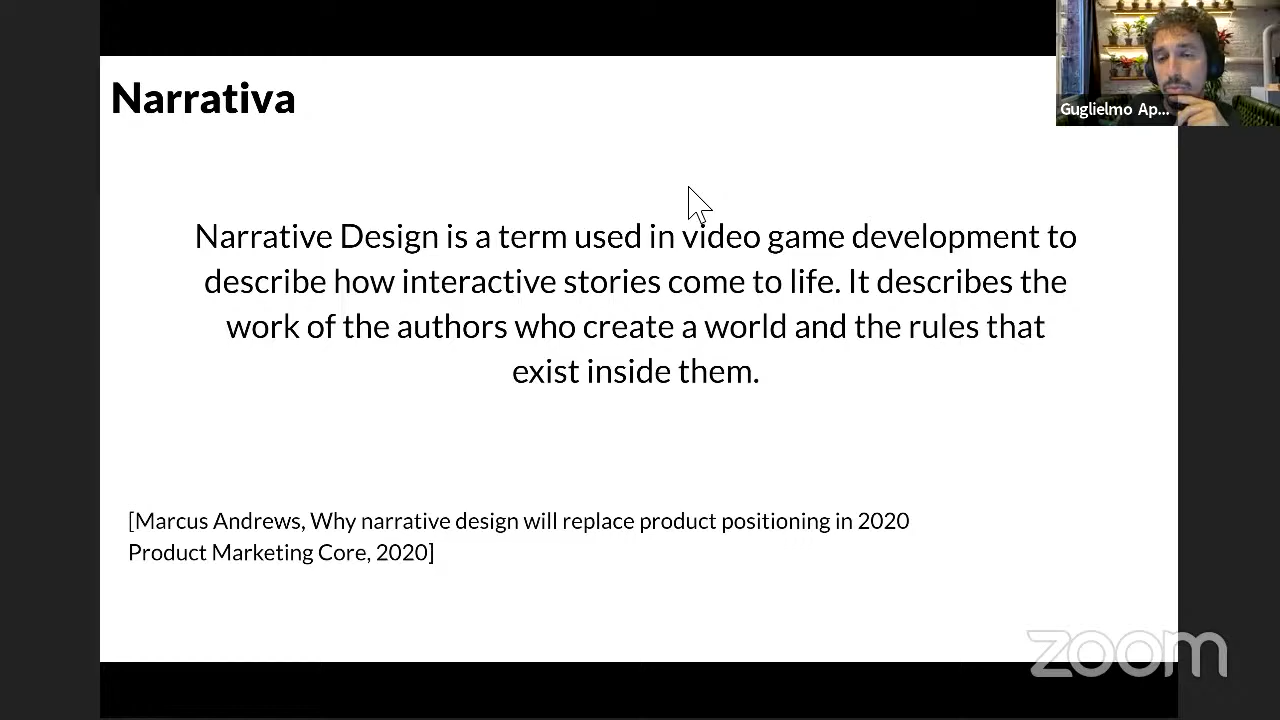 Narrativa
Guglielmo Ap...
Narrative Design is a term used in video game development to
describe how interactive stories come to life. It describes the
work of the authors who create a world and the rules that
exist inside them.
[Marcus Andrews, Why narrative design will replace product positioning in 2020
Product Marketing Core, 2020]
zoom